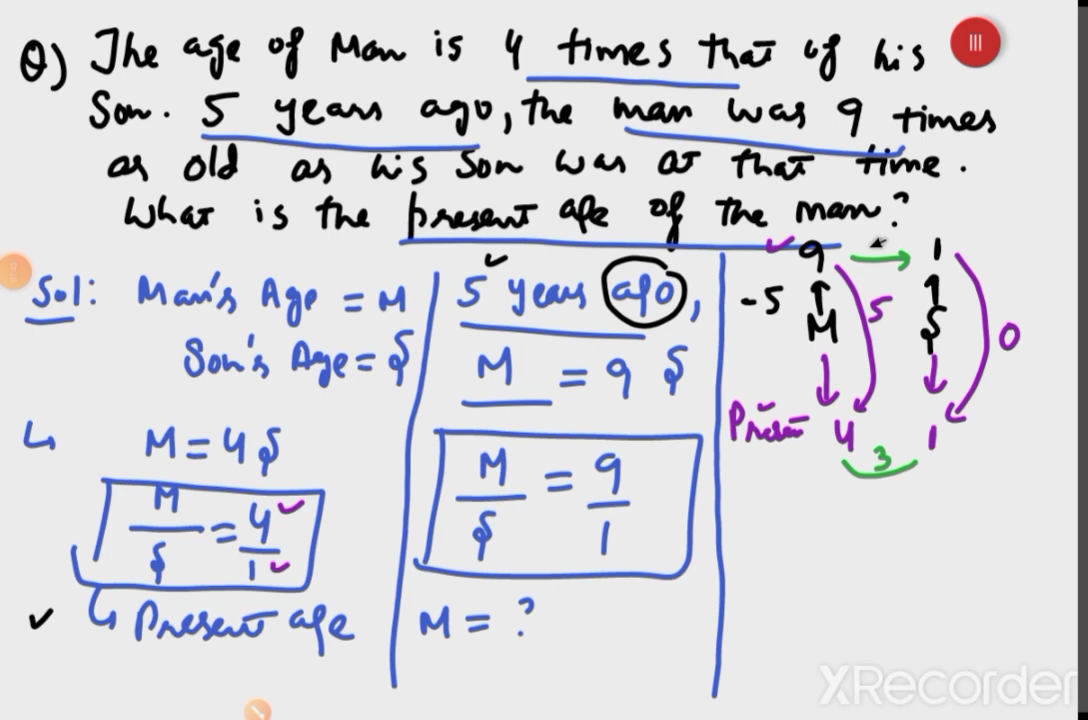 Q) The age of Man is 4 times that of his
Son. 5 years ago, the man was 9 times
as old as his Son was at that time.
What is the present age of the man?
Sol: Man's Age = M
Son's Age = S
M = 4S
M/S = 4/1
Present age
5 years ago,
M = 9 S
M/S = 9/1
M = ?
9 → 1
-5 M 5 S 0
Present 4 1
3
XRecorder